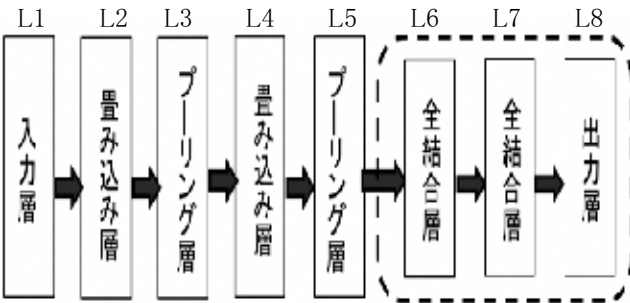 L1
L2
L3
L4
L5
L6
L7
L8
入力層
畳み込み層
プーリング層
畳み込み層
プーリング層
全結合層
全結合層
出力層